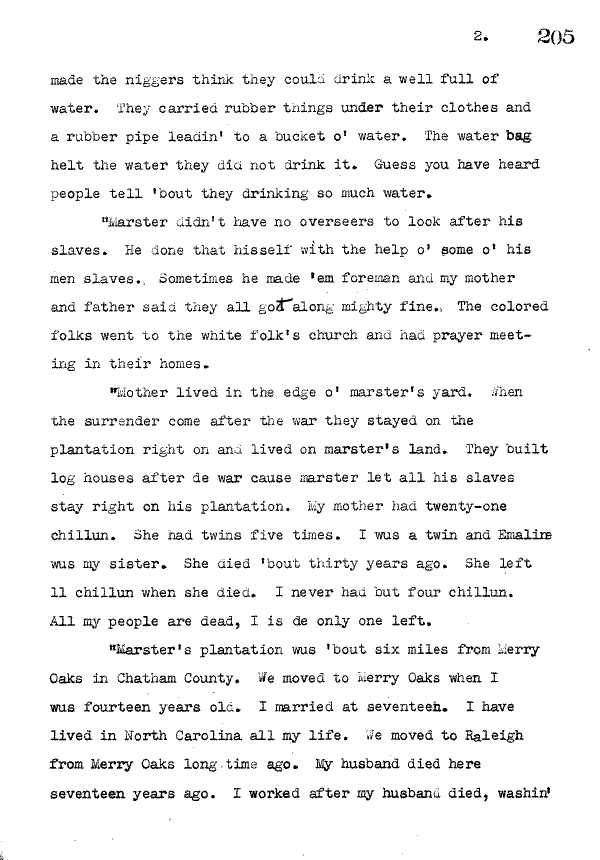 2. 205
made the niggers think they could drink a well full of
water. They carried rubber things under their clothes and
a rubber pipe leadin' to a bucket o' water. The water bag
helt the water they did not drink it. Guess you have heard
people tell 'bout they drinking so much water.
"Marster didn't have no overseers to look after his
slaves. He done that hisself with the help o' some o' his
men slaves. Sometimes he made 'em foreman and my mother
and father said they all got along mighty fine. The colored
folks went to the white folk's church and had prayer meet-
ing in their homes.
"Mother lived in the edge o' marster's yard. When
the surrender come after the war they stayed on the
plantation right on and lived on marster's land. They built
log houses after de war cause marster let all his slaves
stay right on his plantation. My mother had twenty-one
chillun. She had twins five times. I wus a twin and Emaline
wus my sister. She died 'bout thirty years ago. She left
11 chillun when she died. I never had but four chillun.
All my people are dead, I is de only one left.
"Marster's plantation wus 'bout six miles from Merry
Oaks in Chatham County. We moved to Merry Oaks when I
wus fourteen years old. I married at seventeen. I have
lived in North Carolina all my life. We moved to Raleigh
from Merry Oaks long time ago. My husband died here
seventeen years ago. I worked after my husband died, washin'